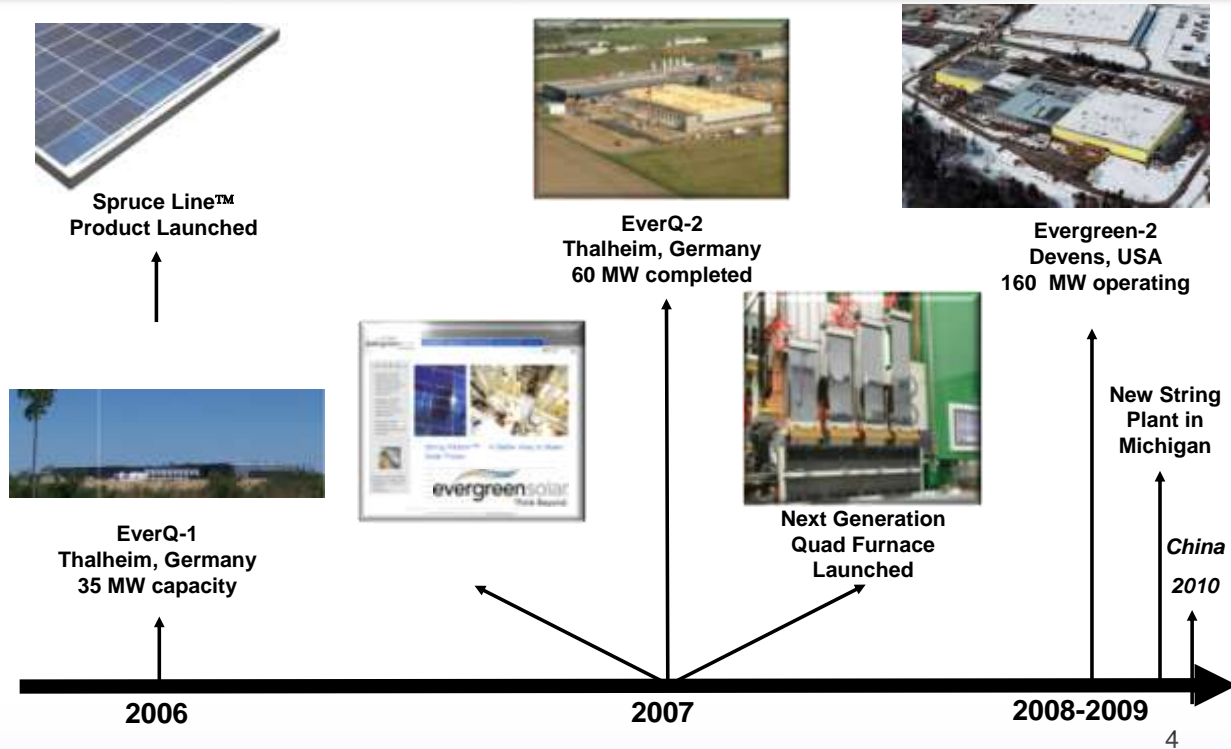 Spruce Line™
Product Launched
EverQ-1
Thalheim, Germany
35 MW capacity
evergreensolar
Think Beyond
EverQ-2
Thalheim, Germany
60 MW completed
Next Generation
Quad Furnace
Launched
Evergreen-2
Devens, USA
160  MW operating
New String
Plant in
Michigan
China
2010
2006
2007
2008-2009
4